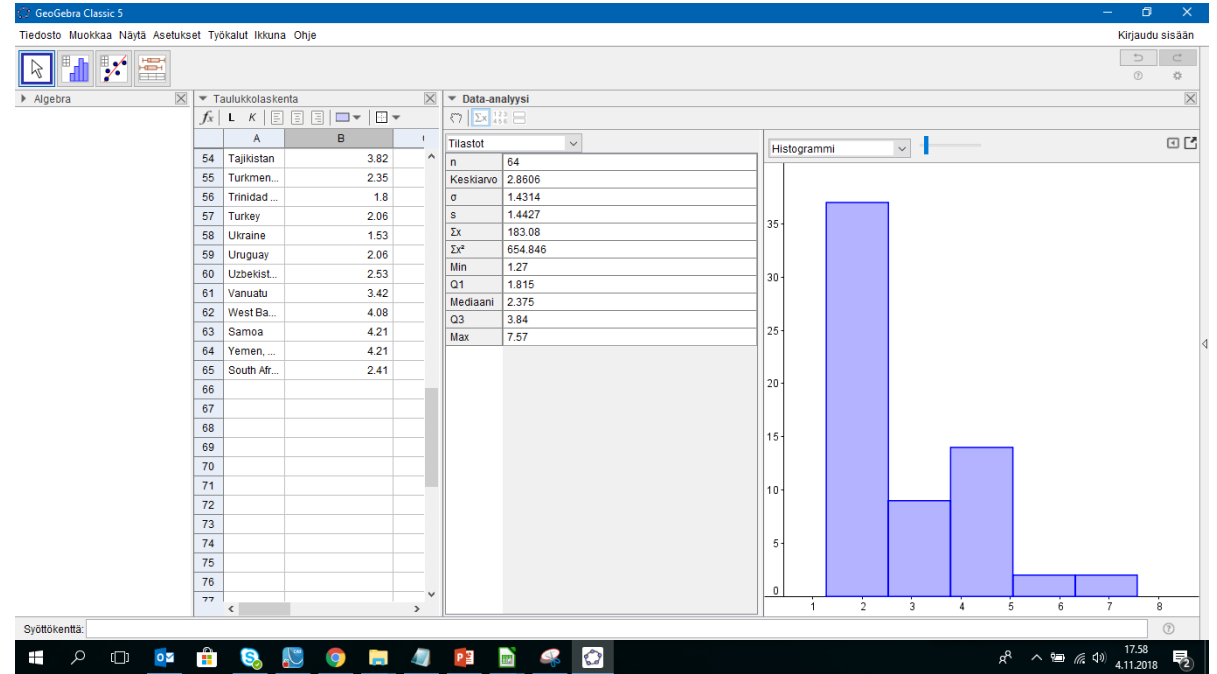 GeoGebra Classic 5
Tiedosto Muokkaa Näytä Asetukset Työkalut Ikkuna Ohje
Kirjaudu sisään
Algebra
Taulukkolaskenta
Data-analyysi
fx L K
Σx 123 456
A B
54 Tajikistan 3.82
55 Turkmen... 2.35
56 Trinidad ... 1.8
57 Turkey 2.06
58 Ukraine 1.53
59 Uruguay 2.06
60 Uzbekist... 2.53
61 Vanuatu 3.42
62 West Ba... 4.08
63 Samoa 4.21
64 Yemen, ... 4.21
65 South Afr... 2.41
66
67
68
69
70
71
72
73
74
75
76
77
Tilastot
n 64
Keskiarvo 2.8606
σ 1.4314
s 1.4427
Σx 183.08
Σx² 654.846
Min 1.27
Q1 1.815
Mediaani 2.375
Q3 3.84
Max 7.57
Histogrammi
35
30
25
20
15
10
5
0
1 2 3 4 5 6 7 8
Syöttökenttä:
17.58
4.11.2018
2